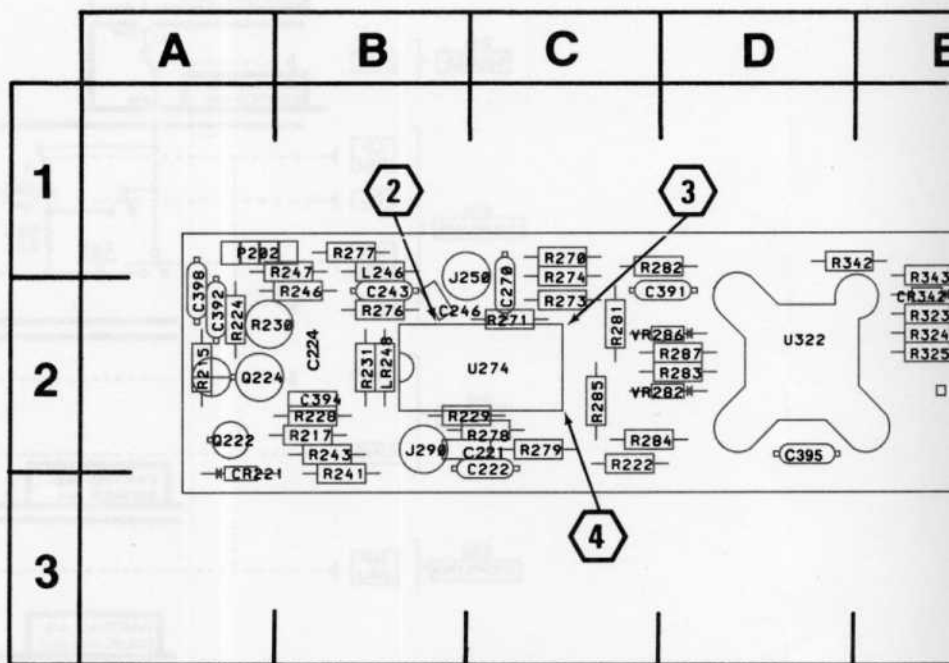 A B C D E
1
2 3
P202 R277 R270
R247 L246 J250 C270 R274 R282 R342
C398 R246 C243 R273 C391 R343
C392 R224 R276 C246 R281 CR342
R230 R271 R323
C224 VR286 U322 R324
2 R215 R231 LR248 U274 R287 R325
Q224 R283
R285 VR282
C394
R228 R229
Q222 R217 R278 R284
R243 J290 C221 R279 C395
CR221 R241 C222 R222
4
3